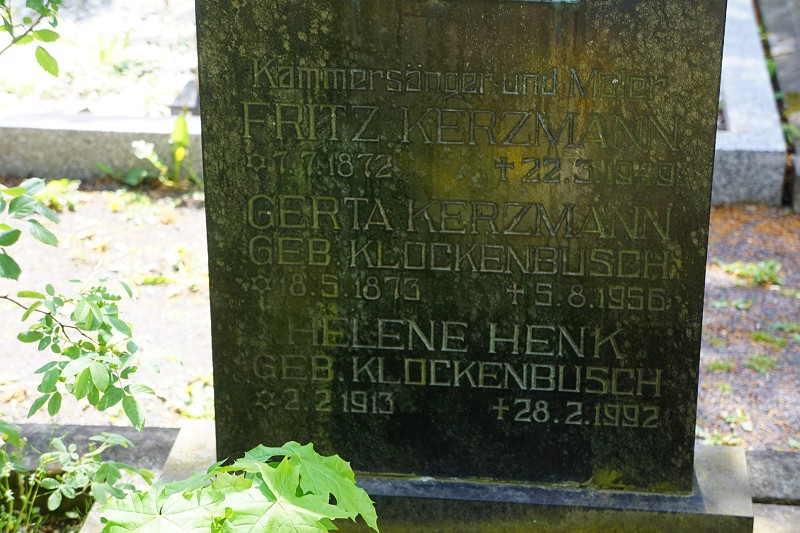 Kammersänger und Maler
FRITZ KERZMANN
✡ 7.7.1872 † 22.3.1949
GERTA KERZMANN
GEB. KLOCKENBUSCH
✡ 18.5.1873 † 5.8.1956
HELENE HENK
GEB. KLOCKENBUSCH
✡ 2.2.1913 † 28.2.1992